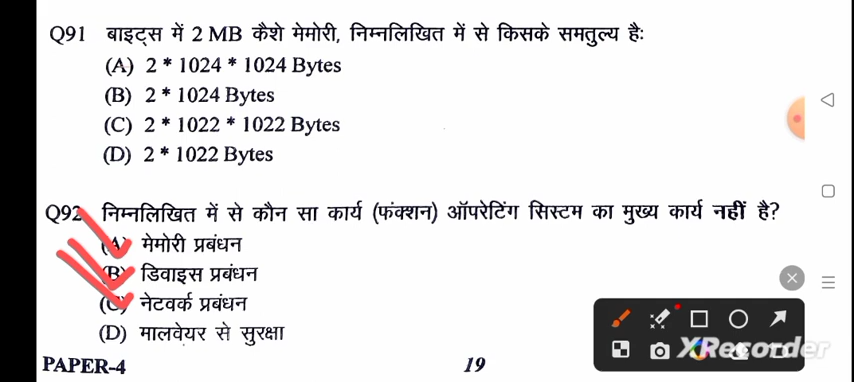 Q91 बाइट्स में 2 MB कैशे मेमोरी, निम्नलिखित में से किसके समतुल्य है:
(A) 2 * 1024 * 1024 Bytes
(B) 2 * 1024 Bytes
(C) 2 * 1022 * 1022 Bytes
(D) 2 * 1022 Bytes
Q92 निम्नलिखित में से कौन सा कार्य (फंक्शन) ऑपरेटिंग सिस्टम का मुख्य कार्य नहीं है?
(A) मेमोरी प्रबंधन
(B) डिवाइस प्रबंधन
(C) नेटवर्क प्रबंधन
(D) मालवेयर से सुरक्षा
PAPER-4 19
XRecorder